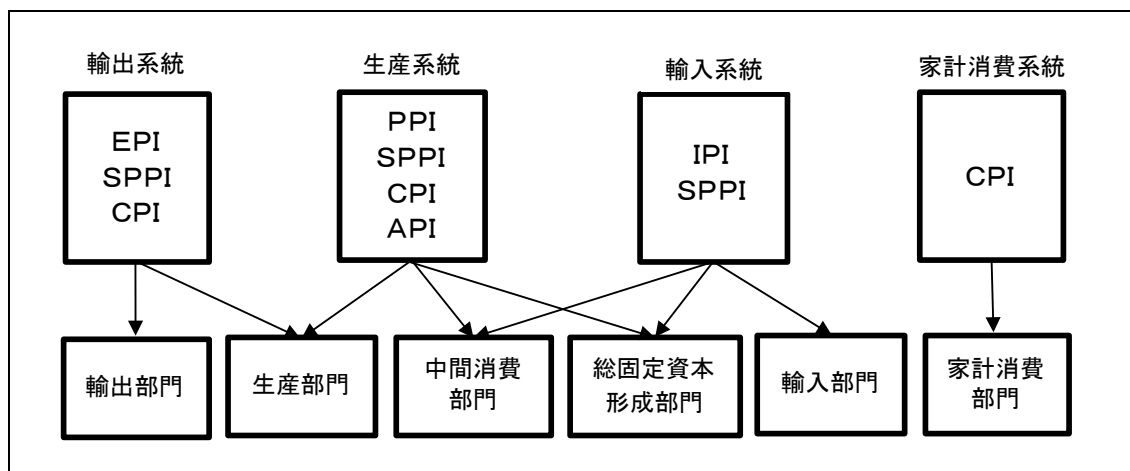 輸出系統
生産系統
輸入系統
家計消費系統
EPI
SPPI
CPI
PPI
SPPI
CPI
API
IPI
SPPI
CPI
輸出部門
生産部門
中間消費
部門
総固定資本
形成部門
輸入部門
家計消費
部門